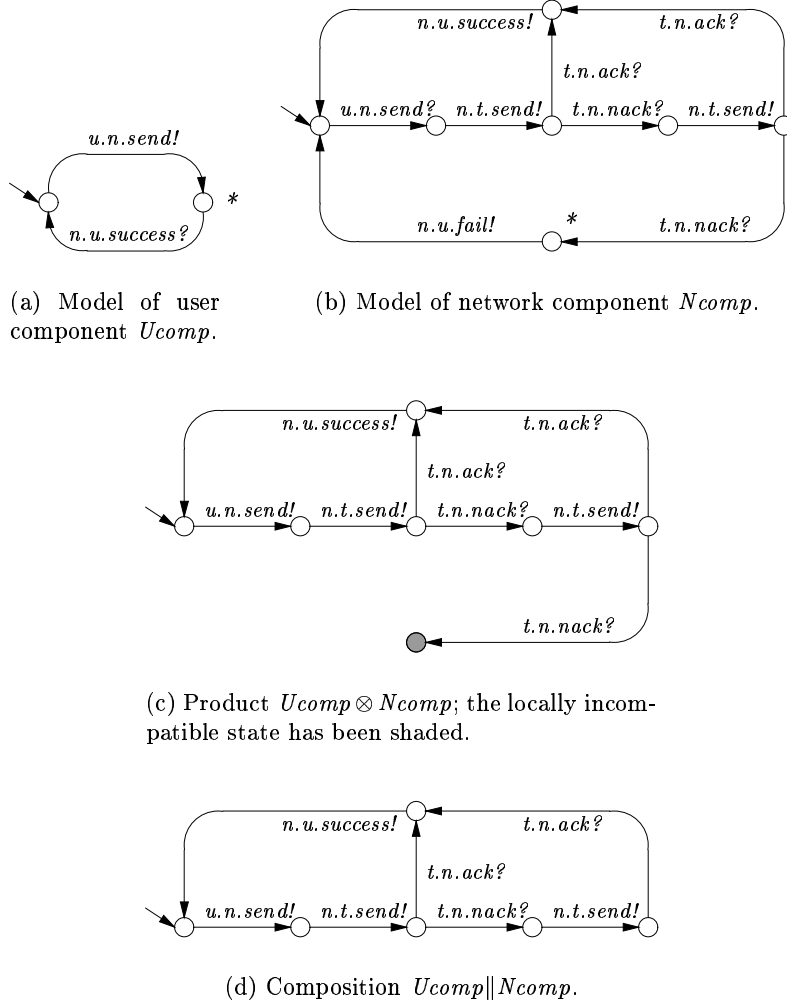 u.n.send!
*
n.u.success?
(a) Model of user
component Ucomp.
n.u.success!
t.n.ack?
t.n.ack?
u.n.send?
n.t.send!
t.n.nack?
n.t.send!
*
n.u.fail!
t.n.nack?
(b) Model of network component Ncomp.
n.u.success!
t.n.ack?
t.n.ack?
u.n.send!
n.t.send!
t.n.nack?
n.t.send!
t.n.nack?
(c) Product Ucomp ⊗ Ncomp; the locally incom-
patible state has been shaded.
n.u.success!
t.n.ack?
t.n.ack?
u.n.send!
n.t.send!
t.n.nack?
n.t.send!
(d) Composition Ucomp∥Ncomp.